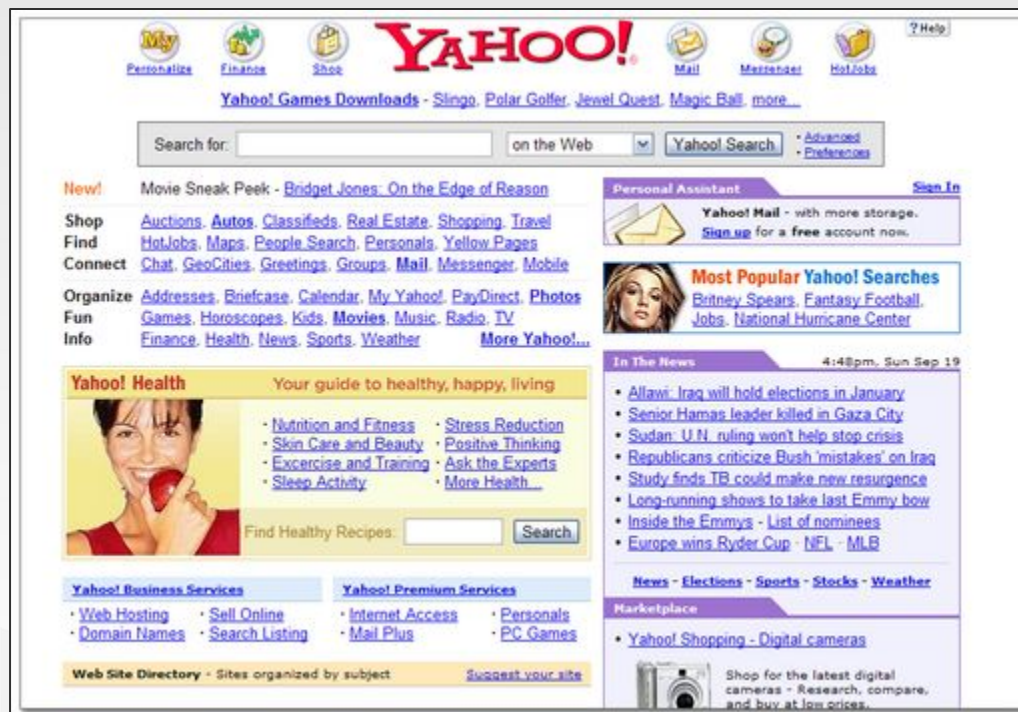 My YAHOO! ? Help
Personalize Finance Shop Mail Messenger HotJobs
Yahoo! Games Downloads - Slingo, Polar Golfer, Jewel Quest, Magic Ball, more...
Search for: on the Web Yahoo! Search · Advanced
· Preferences
New! Movie Sneak Peek - Bridget Jones: On the Edge of Reason
Shop Auctions, Autos, Classifieds, Real Estate, Shopping, Travel
Find HotJobs, Maps, People Search, Personals, Yellow Pages
Connect Chat, GeoCities, Greetings, Groups, Mail, Messenger, Mobile
Organize Addresses, Briefcase, Calendar, My Yahoo!, PayDirect, Photos
Fun Games, Horoscopes, Kids, Movies, Music, Radio, TV
Info Finance, Health, News, Sports, Weather More Yahoo!...
Yahoo! Health Your guide to healthy, happy, living
· Nutrition and Fitness · Stress Reduction
· Skin Care and Beauty · Positive Thinking
· Excercise and Training · Ask the Experts
· Sleep Activity · More Health...
Find Healthy Recipes: Search
Yahoo! Business Services Yahoo! Premium Services
· Web Hosting · Sell Online · Internet Access · Personals
· Domain Names · Search Listing · Mail Plus · PC Games
Web Site Directory - Sites organized by subject Suggest your site
Personal Assistant Sign In
Yahoo! Mail - with more storage.
Sign up for a free account now.
Most Popular Yahoo! Searches
Britney Spears, Fantasy Football,
Jobs, National Hurricane Center
In The News 4:48pm, Sun Sep 19
• Allawi: Iraq will hold elections in January
• Senior Hamas leader killed in Gaza City
• Sudan: U.N. ruling won't help stop crisis
• Republicans criticize Bush 'mistakes' on Iraq
• Study finds TB could make new resurgence
• Long-running shows to take last Emmy bow
• Inside the Emmys - List of nominees
• Europe wins Ryder Cup · NFL · MLB
News - Elections - Sports - Stocks - Weather
Marketplace
• Yahoo! Shopping - Digital cameras
Shop for the latest digital
cameras - Research, compare,
and buy at low prices.